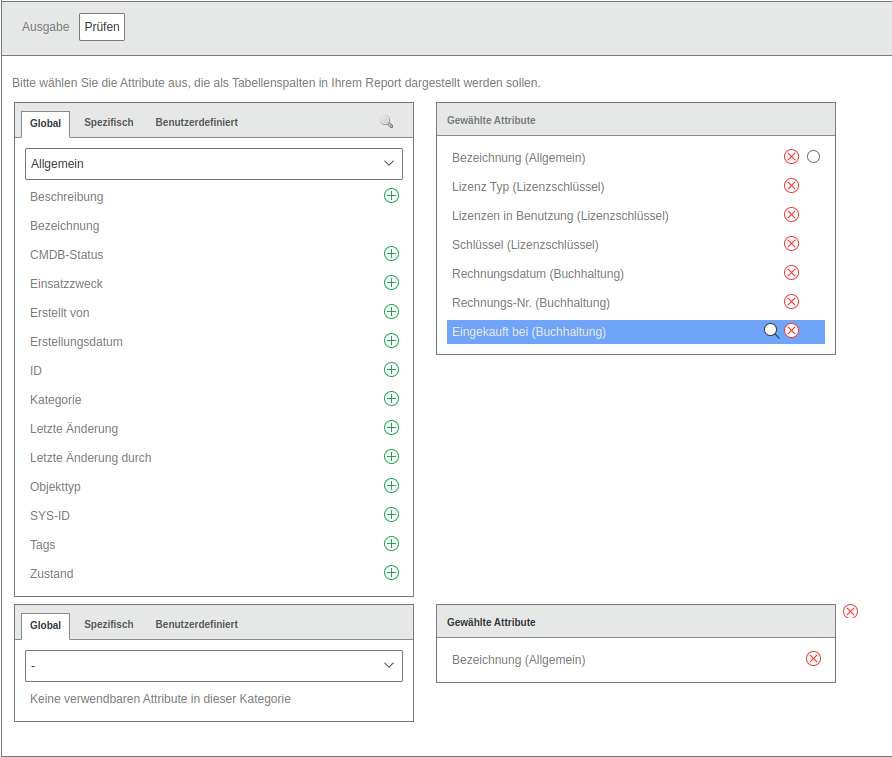 Ausgabe Prüfen
Bitte wählen Sie die Attribute aus, die als Tabellenspalten in Ihrem Report dargestellt werden sollen.
Global Spezifisch Benutzerdefiniert
Allgemein
Beschreibung
Bezeichnung
CMDB-Status
Einsatzzweck
Erstellt von
Erstellungsdatum
ID
Kategorie
Letzte Änderung
Letzte Änderung durch
Objekttyp
SYS-ID
Tags
Zustand
Gewählte Attribute
Bezeichnung (Allgemein)
Lizenz Typ (Lizenzschlüssel)
Lizenzen in Benutzung (Lizenzschlüssel)
Schlüssel (Lizenzschlüssel)
Rechnungsdatum (Buchhaltung)
Rechnungs-Nr. (Buchhaltung)
Eingekauft bei (Buchhaltung)
Global Spezifisch Benutzerdefiniert
-
Keine verwendbaren Attribute in dieser Kategorie
Gewählte Attribute
Bezeichnung (Allgemein)